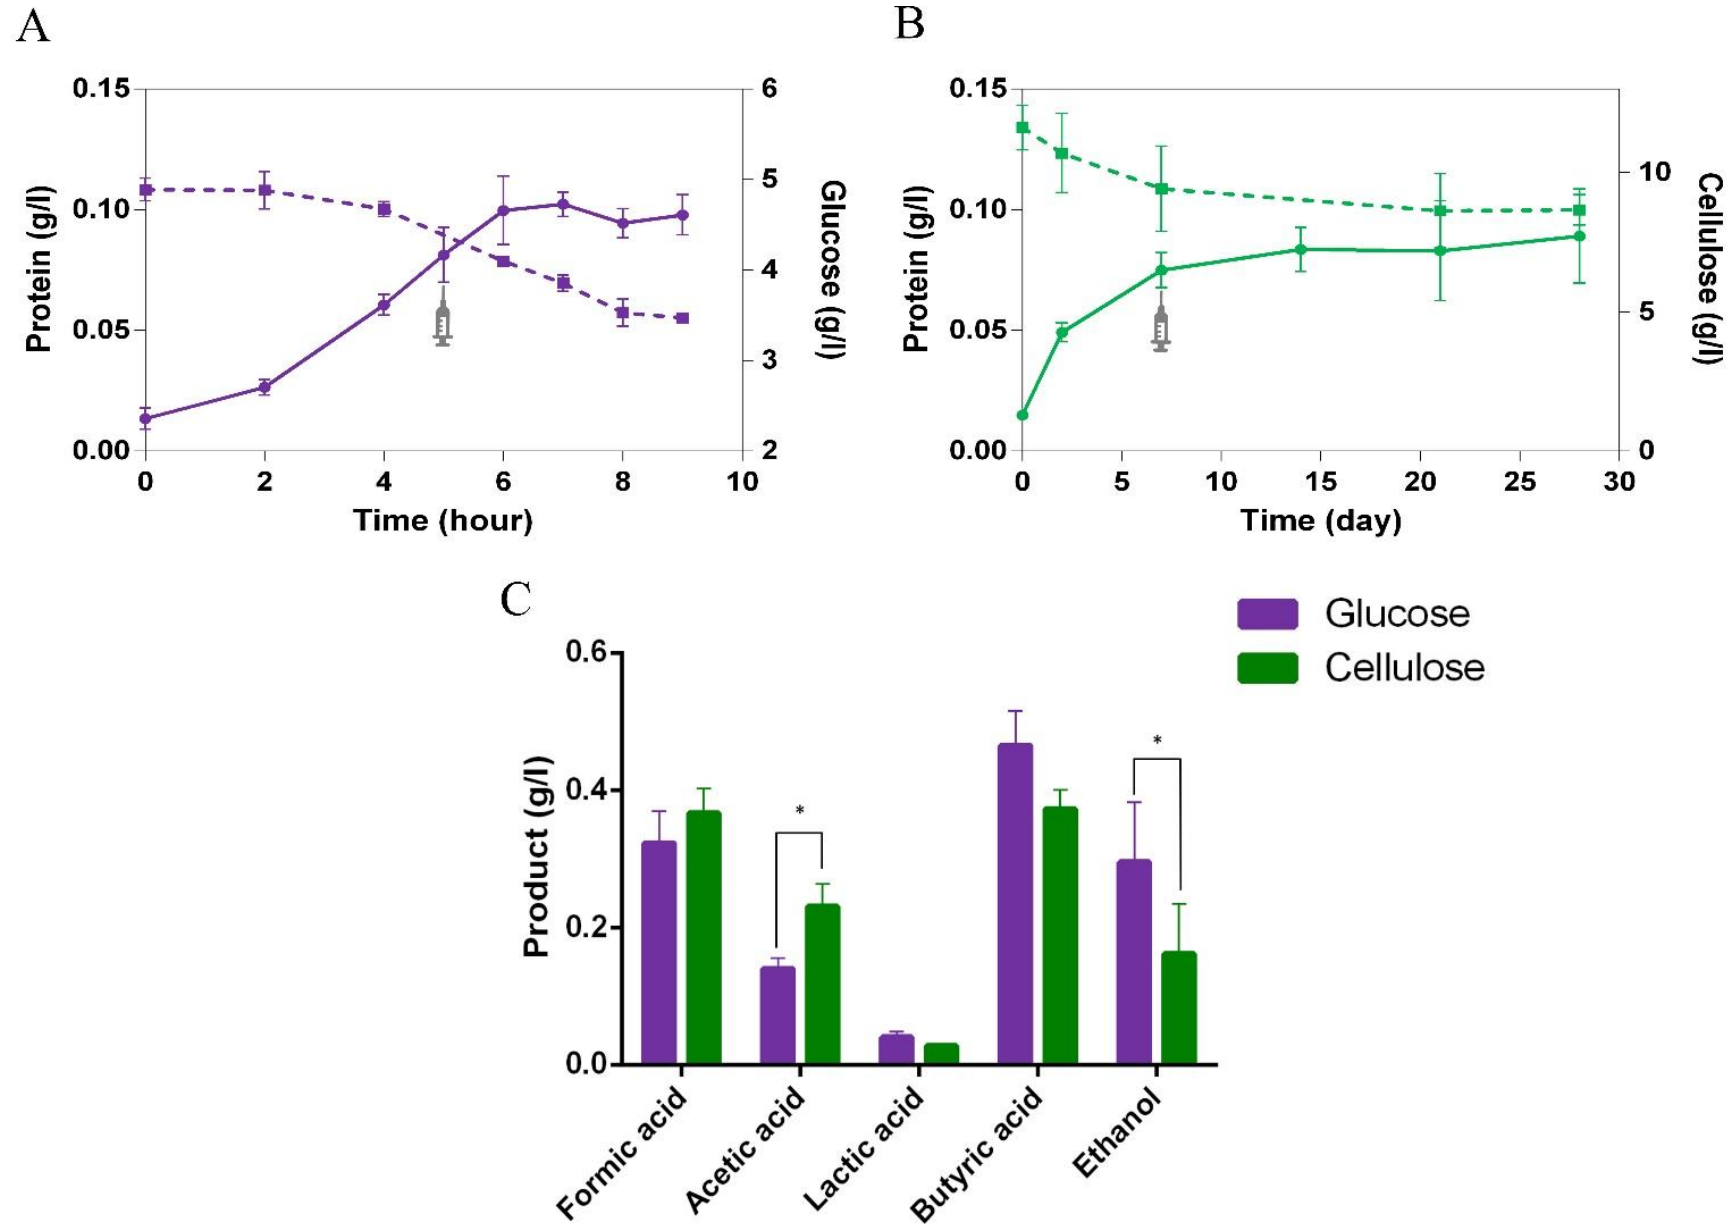 A
0.15
0.10
0.05
0.00
Protein (g/l)
6
5
4
3
2
Glucose (g/l)
0 2 4 6 8 10
Time (hour)
B
0.15
0.10
0.05
0.00
Protein (g/l)
10
5
0
Cellulose (g/l)
0 5 10 15 20 25 30
Time (day)
C
Glucose
Cellulose
0.6
0.4
0.2
0.0
Product (g/l)
*
*
Formic acid
Acetic acid
Lactic acid
Butyric acid
Ethanol